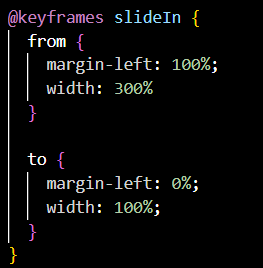 @keyframes slideIn {
  from {
    margin-left: 100%;
    width: 300%
  }

  to {
    margin-left: 0%;
    width: 100%;
  }
}